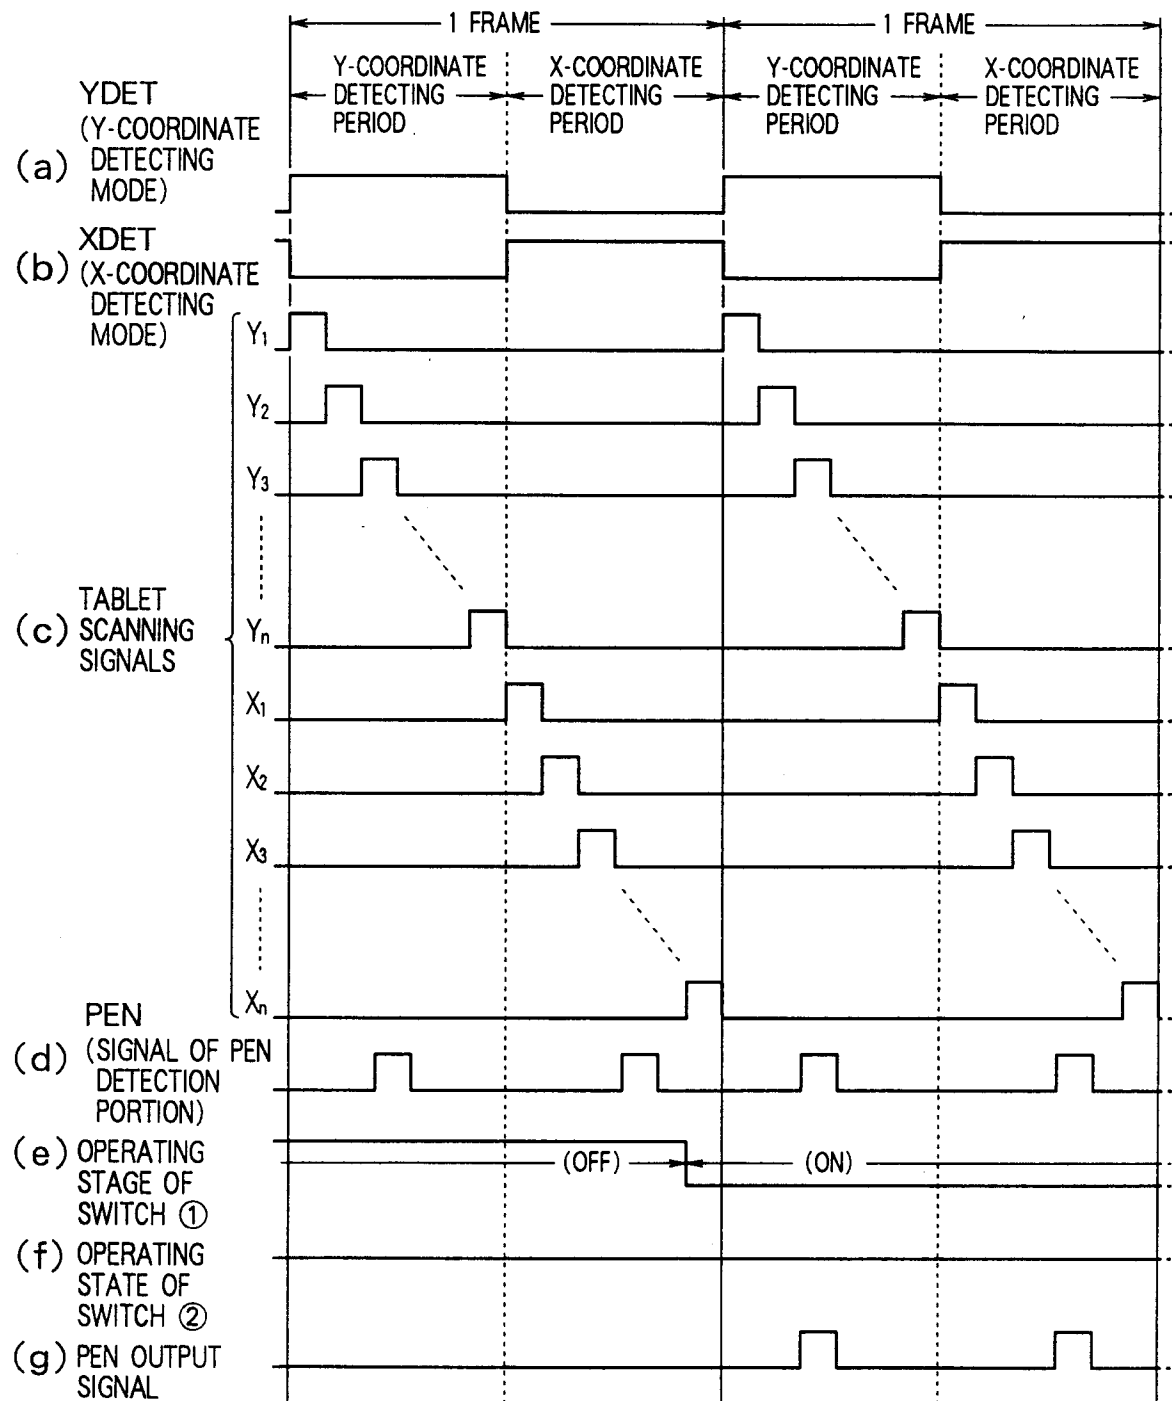 1 FRAME
1 FRAME
Y-COORDINATE
DETECTING
PERIOD
X-COORDINATE
DETECTING
PERIOD
Y-COORDINATE
DETECTING
PERIOD
X-COORDINATE
DETECTING
PERIOD
(a) YDET
(Y-COORDINATE
DETECTING
MODE)
(b) XDET
(X-COORDINATE
DETECTING
MODE)
(c) TABLET
SCANNING
SIGNALS
Y1
Y2
Y3
Yn
X1
X2
X3
Xn
(d) PEN
(SIGNAL OF PEN
DETECTION
PORTION)
(e) OPERATING
STAGE OF
SWITCH ①
(OFF)
(ON)
(f) OPERATING
STATE OF
SWITCH ②
(g) PEN OUTPUT
SIGNAL